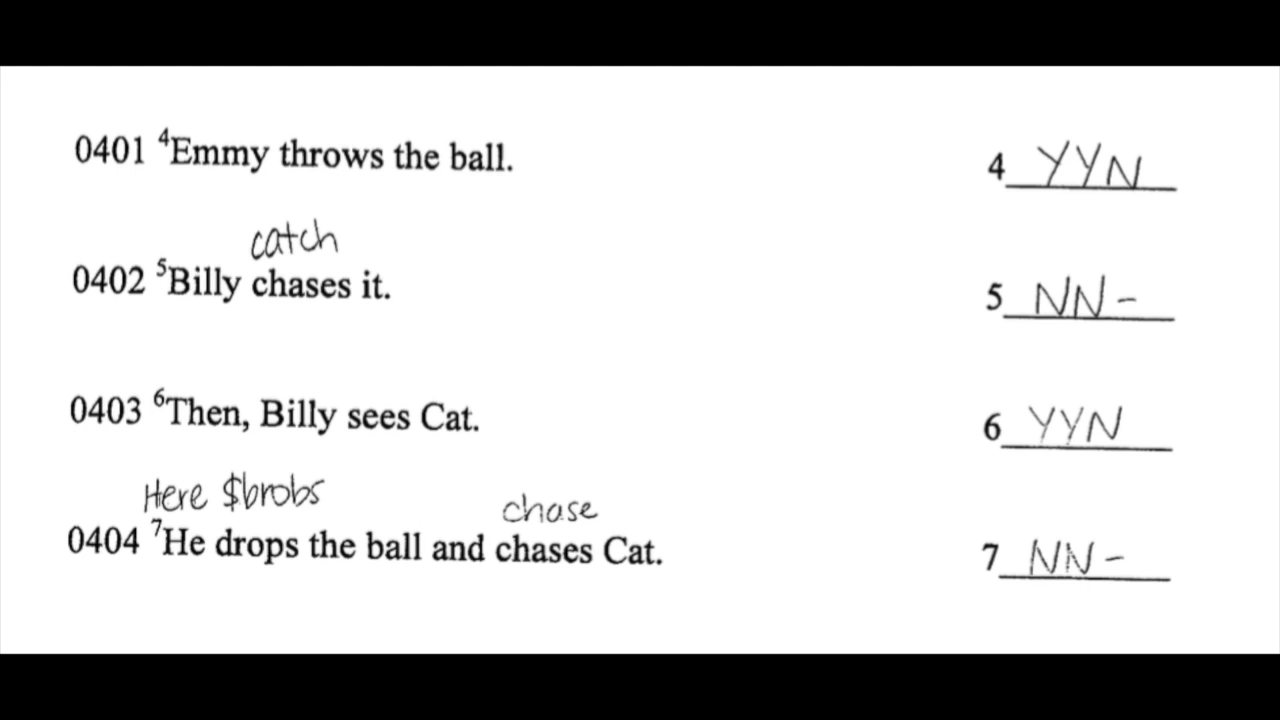 0401 4Emmy throws the ball. 4 YYN
catch
0402 5Billy chases it. 5 NN-
0403 6Then, Billy sees Cat. 6 YYN
Here $brobs chase
0404 7He drops the ball and chases Cat. 7 NN-